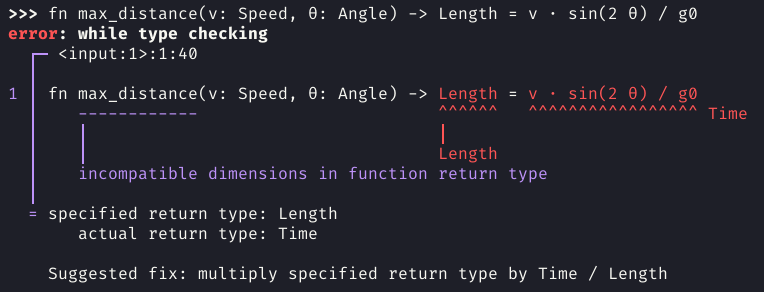 >>> fn max_distance(v: Speed, θ: Angle) -> Length = v · sin(2 θ) / g0
error: while type checking
<input:1>:1:40
1 fn max_distance(v: Speed, θ: Angle) -> Length = v · sin(2 θ) / g0
------------ ^^^^^^ ^^^^^^^^^^^^^^^^^ Time
Length
incompatible dimensions in function return type
= specified return type: Length
actual return type: Time
Suggested fix: multiply specified return type by Time / Length